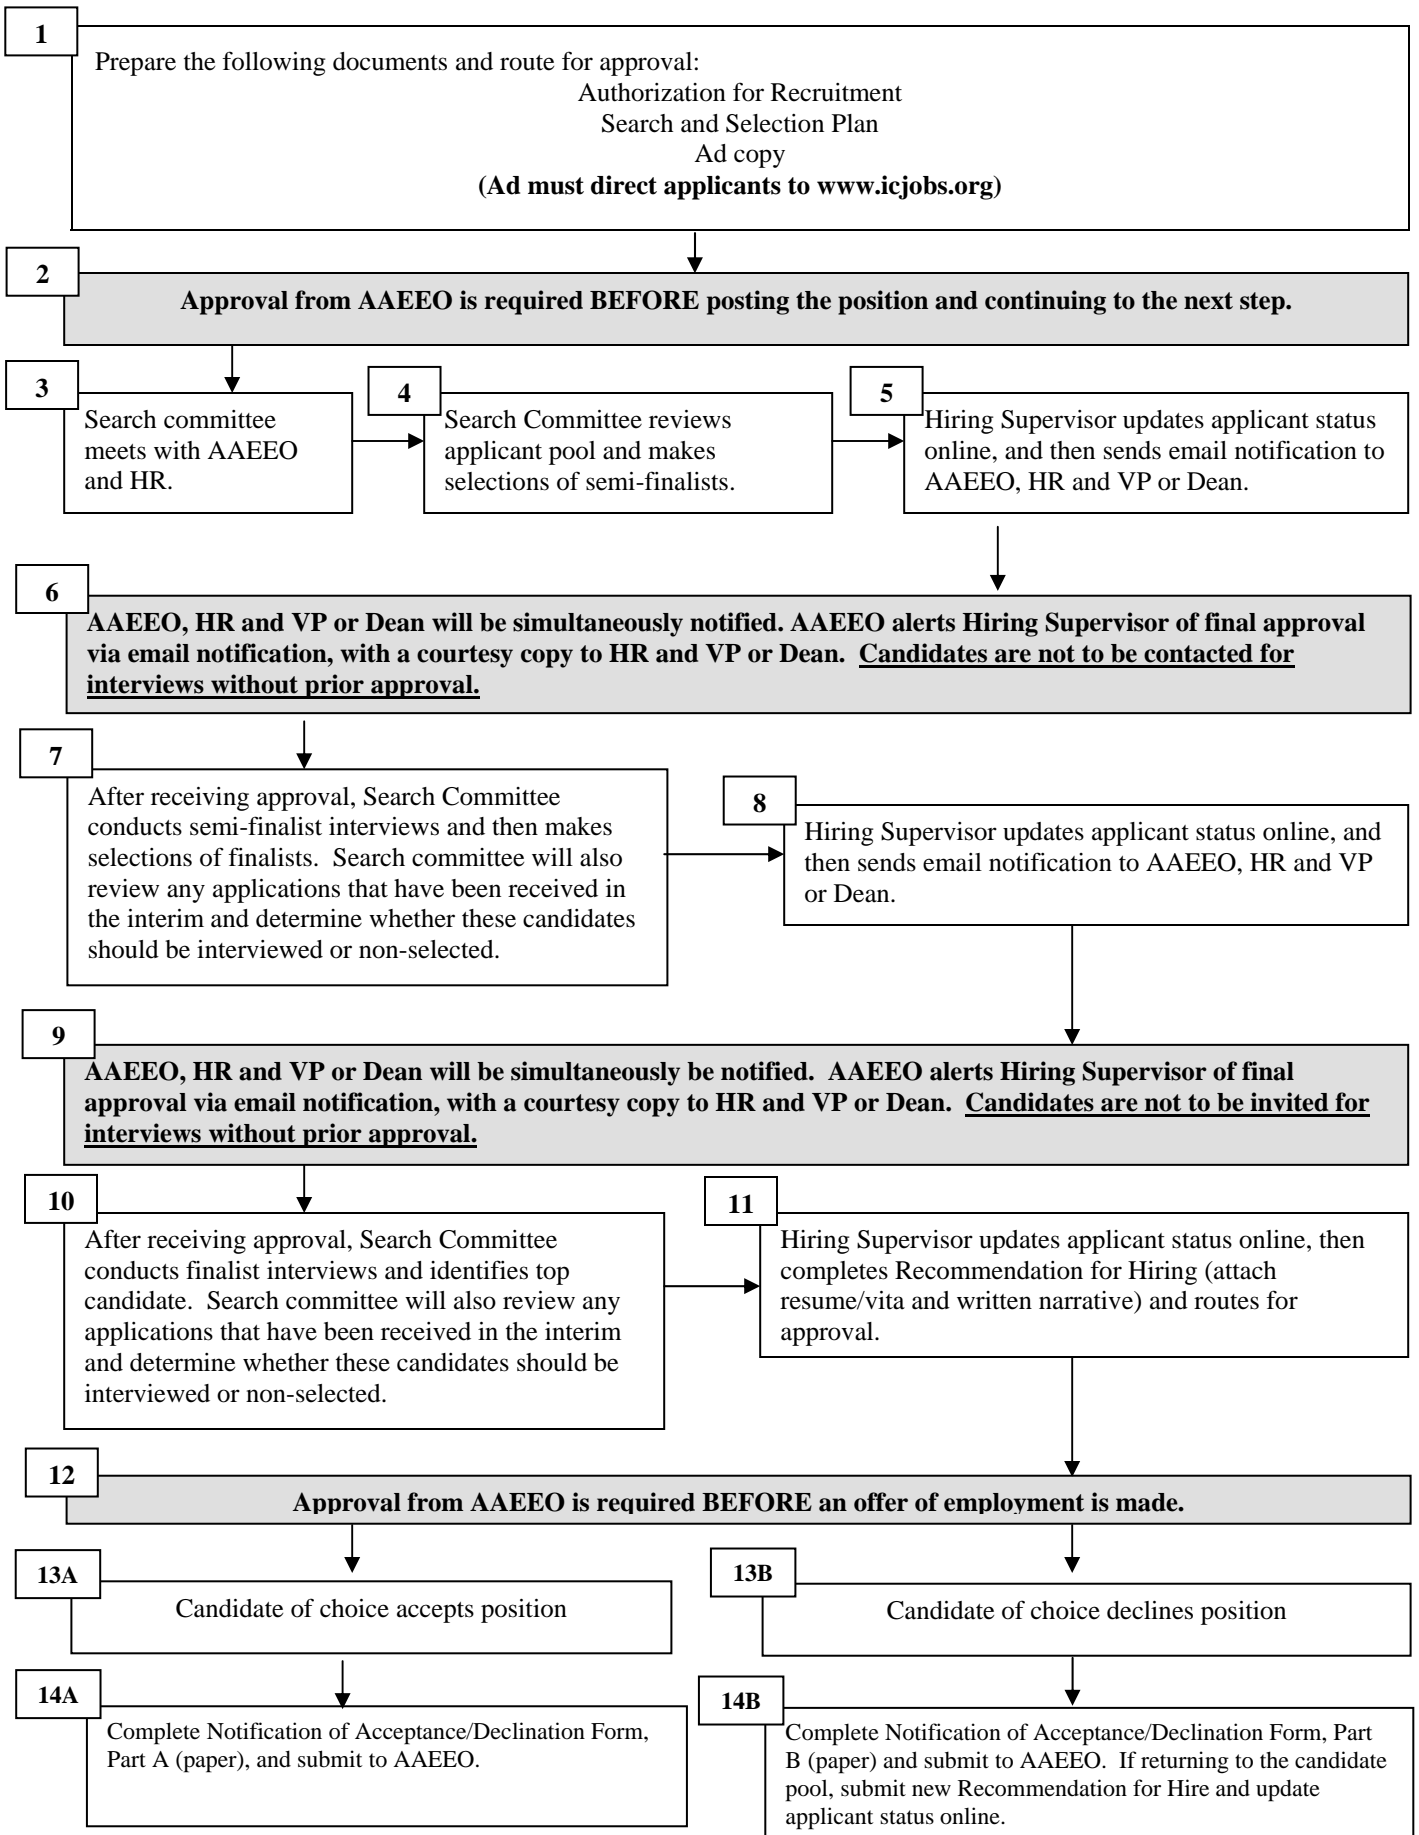 1
Prepare the following documents and route for approval:
Authorization for Recruitment
Search and Selection Plan
Ad copy
(Ad must direct applicants to www.icjobs.org)
2
Approval from AAEEO is required BEFORE posting the position and continuing to the next step.
3
Search committee
meets with AAEEO
and HR.
4
Search Committee reviews
applicant pool and makes
selections of semi-finalists.
5
Hiring Supervisor updates applicant status
online, and then sends email notification to
AAEEO, HR and VP or Dean.
6
AAEEO, HR and VP or Dean will be simultaneously notified. AAEEO alerts Hiring Supervisor of final approval
via email notification, with a courtesy copy to HR and VP or Dean.  Candidates are not to be contacted for
interviews without prior approval.
7
After receiving approval, Search Committee
conducts semi-finalist interviews and then makes
selections of finalists.  Search committee will also
review any applications that have been received in
the interim and determine whether these candidates
should be interviewed or non-selected.
8
Hiring Supervisor updates applicant status online, and
then sends email notification to AAEEO, HR and VP
or Dean.
9
AAEEO, HR and VP or Dean will be simultaneously be notified.  AAEEO alerts Hiring Supervisor of final
approval via email notification, with a courtesy copy to HR and VP or Dean.  Candidates are not to be invited for
interviews without prior approval.
10
After receiving approval, Search Committee
conducts finalist interviews and identifies top
candidate.  Search committee will also review any
applications that have been received in the interim
and determine whether these candidates should be
interviewed or non-selected.
11
Hiring Supervisor updates applicant status online, then
completes Recommendation for Hiring (attach
resume/vita and written narrative) and routes for
approval.
12
Approval from AAEEO is required BEFORE an offer of employment is made.
13A
Candidate of choice accepts position
13B
Candidate of choice declines position
14A
Complete Notification of Acceptance/Declination Form,
Part A (paper), and submit to AAEEO.
14B
Complete Notification of Acceptance/Declination Form, Part
B (paper) and submit to AAEEO.  If returning to the candidate
pool, submit new Recommendation for Hire and update
applicant status online.